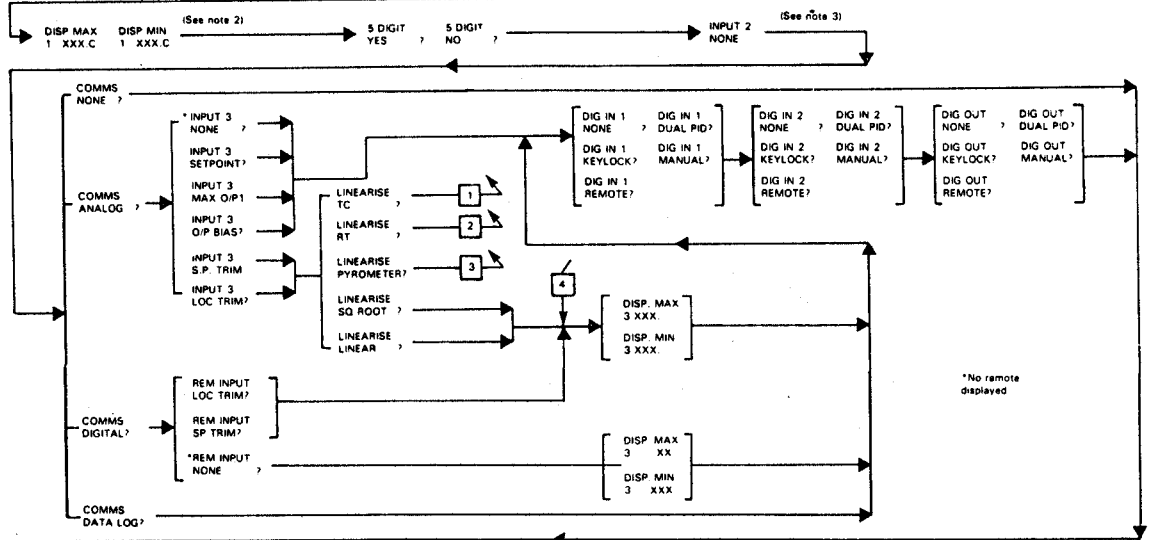 (See note 2)
(See note 3)
DISP MAX
1 XXX.C
DISP MIN
1 XXX.C
5 DIGIT
YES ?
5 DIGIT
NO ?
INPUT 2
NONE
COMMS
NONE ?
COMMS
ANALOG ?
*INPUT 3
NONE ?
INPUT 3
SETPOINT?
INPUT 3
MAX O/P1
INPUT 3
O/P BIAS?
INPUT 3
S.P. TRIM
INPUT 3
LOC TRIM?
LINEARISE
TC ?
1
LINEARISE
RT ?
2
LINEARISE
PYROMETER?
3
LINEARISE
SQ ROOT ?
LINEARISE
LINEAR ?
4
DISP. MAX
3 XXX.
DISP. MIN
3 XXX.
DIG IN 1
NONE ?
DIG IN 1
DUAL PID?
DIG IN 1
KEYLOCK?
DIG IN 1
MANUAL?
DIG IN 1
REMOTE?
DIG IN 2
NONE ?
DIG IN 2
DUAL PID?
DIG IN 2
KEYLOCK?
DIG IN 2
MANUAL?
DIG IN 2
REMOTE?
DIG OUT
NONE ?
DIG OUT
DUAL PID?
DIG OUT
KEYLOCK?
DIG OUT
MANUAL?
DIG OUT
REMOTE?
*No remote
displayed
COMMS
DIGITAL?
REM INPUT
LOC TRIM?
REM INPUT
SP TRIM?
*REM INPUT
NONE ?
DISP MAX
3 XX
DISP. MIN
3 XXX
COMMS
DATA LOG?